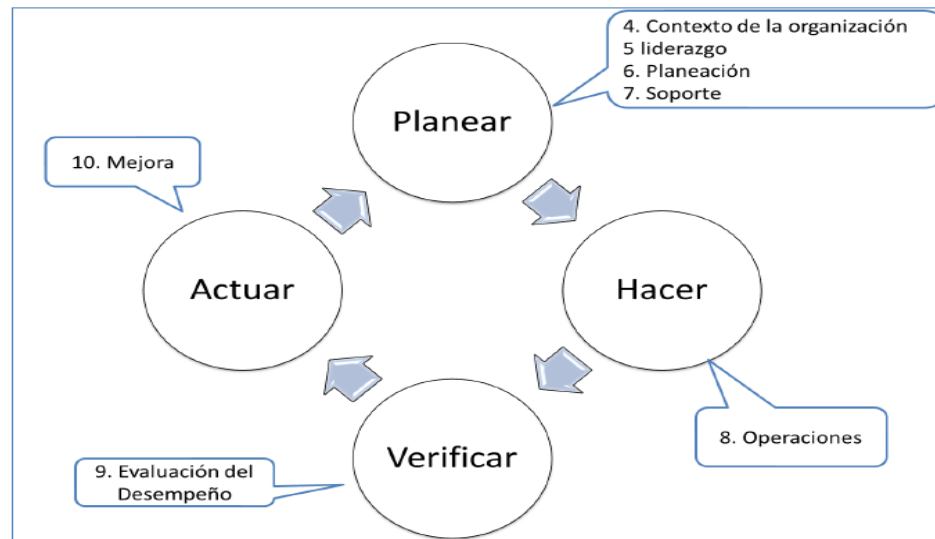 4. Contexto de la organización
5 liderazgo
6. Planeación
7. Soporte
Planear
10. Mejora
Actuar
Hacer
8. Operaciones
Verificar
9. Evaluación del
Desempeño